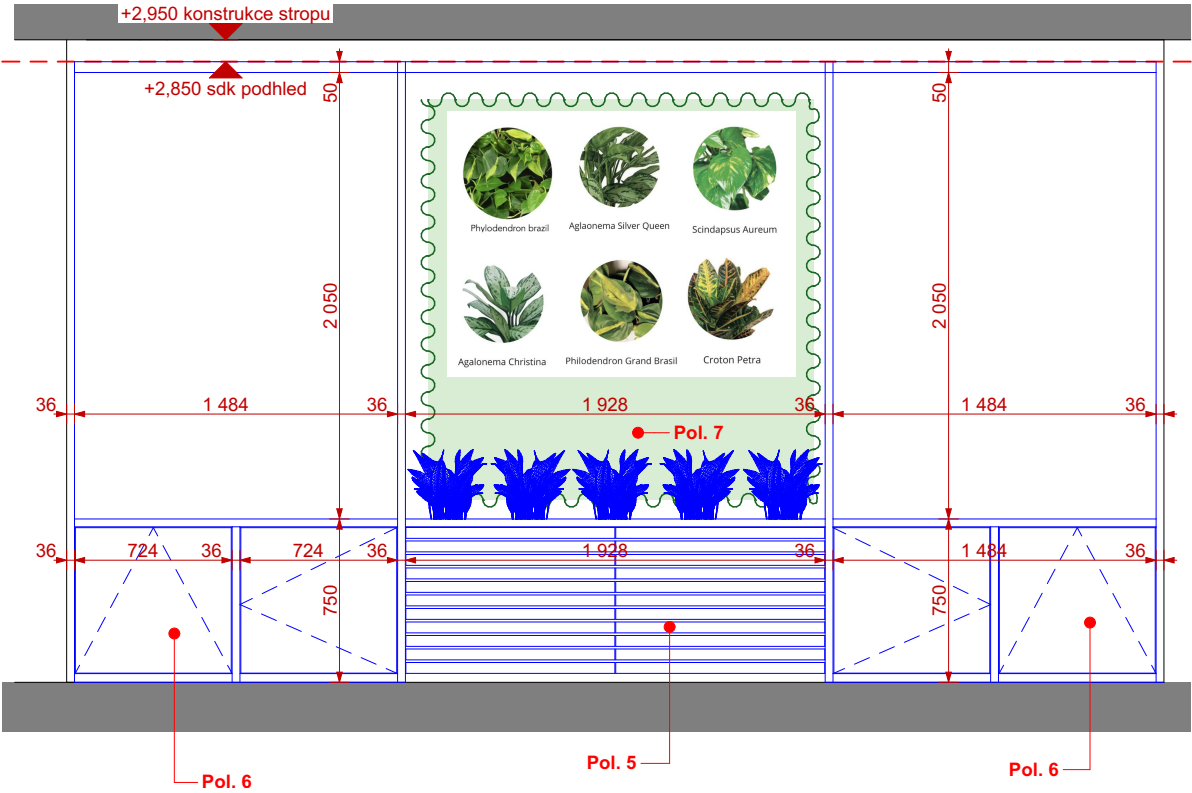 +2,950 konstrukce stropu
+2,850 sdk podhled
50
50
Phylodendron brazil
Aglaonema Silver Queen
Scindapsus Aureum
2 050
2 050
Agalonema Christina
Philodendron Grand Brasil
Croton Petra
36
1 484
36
1 928
36
1 484
36
Pol. 7
36
724
36
724
36
1 928
36
1 484
36
750
750
Pol. 6
Pol. 5
Pol. 6